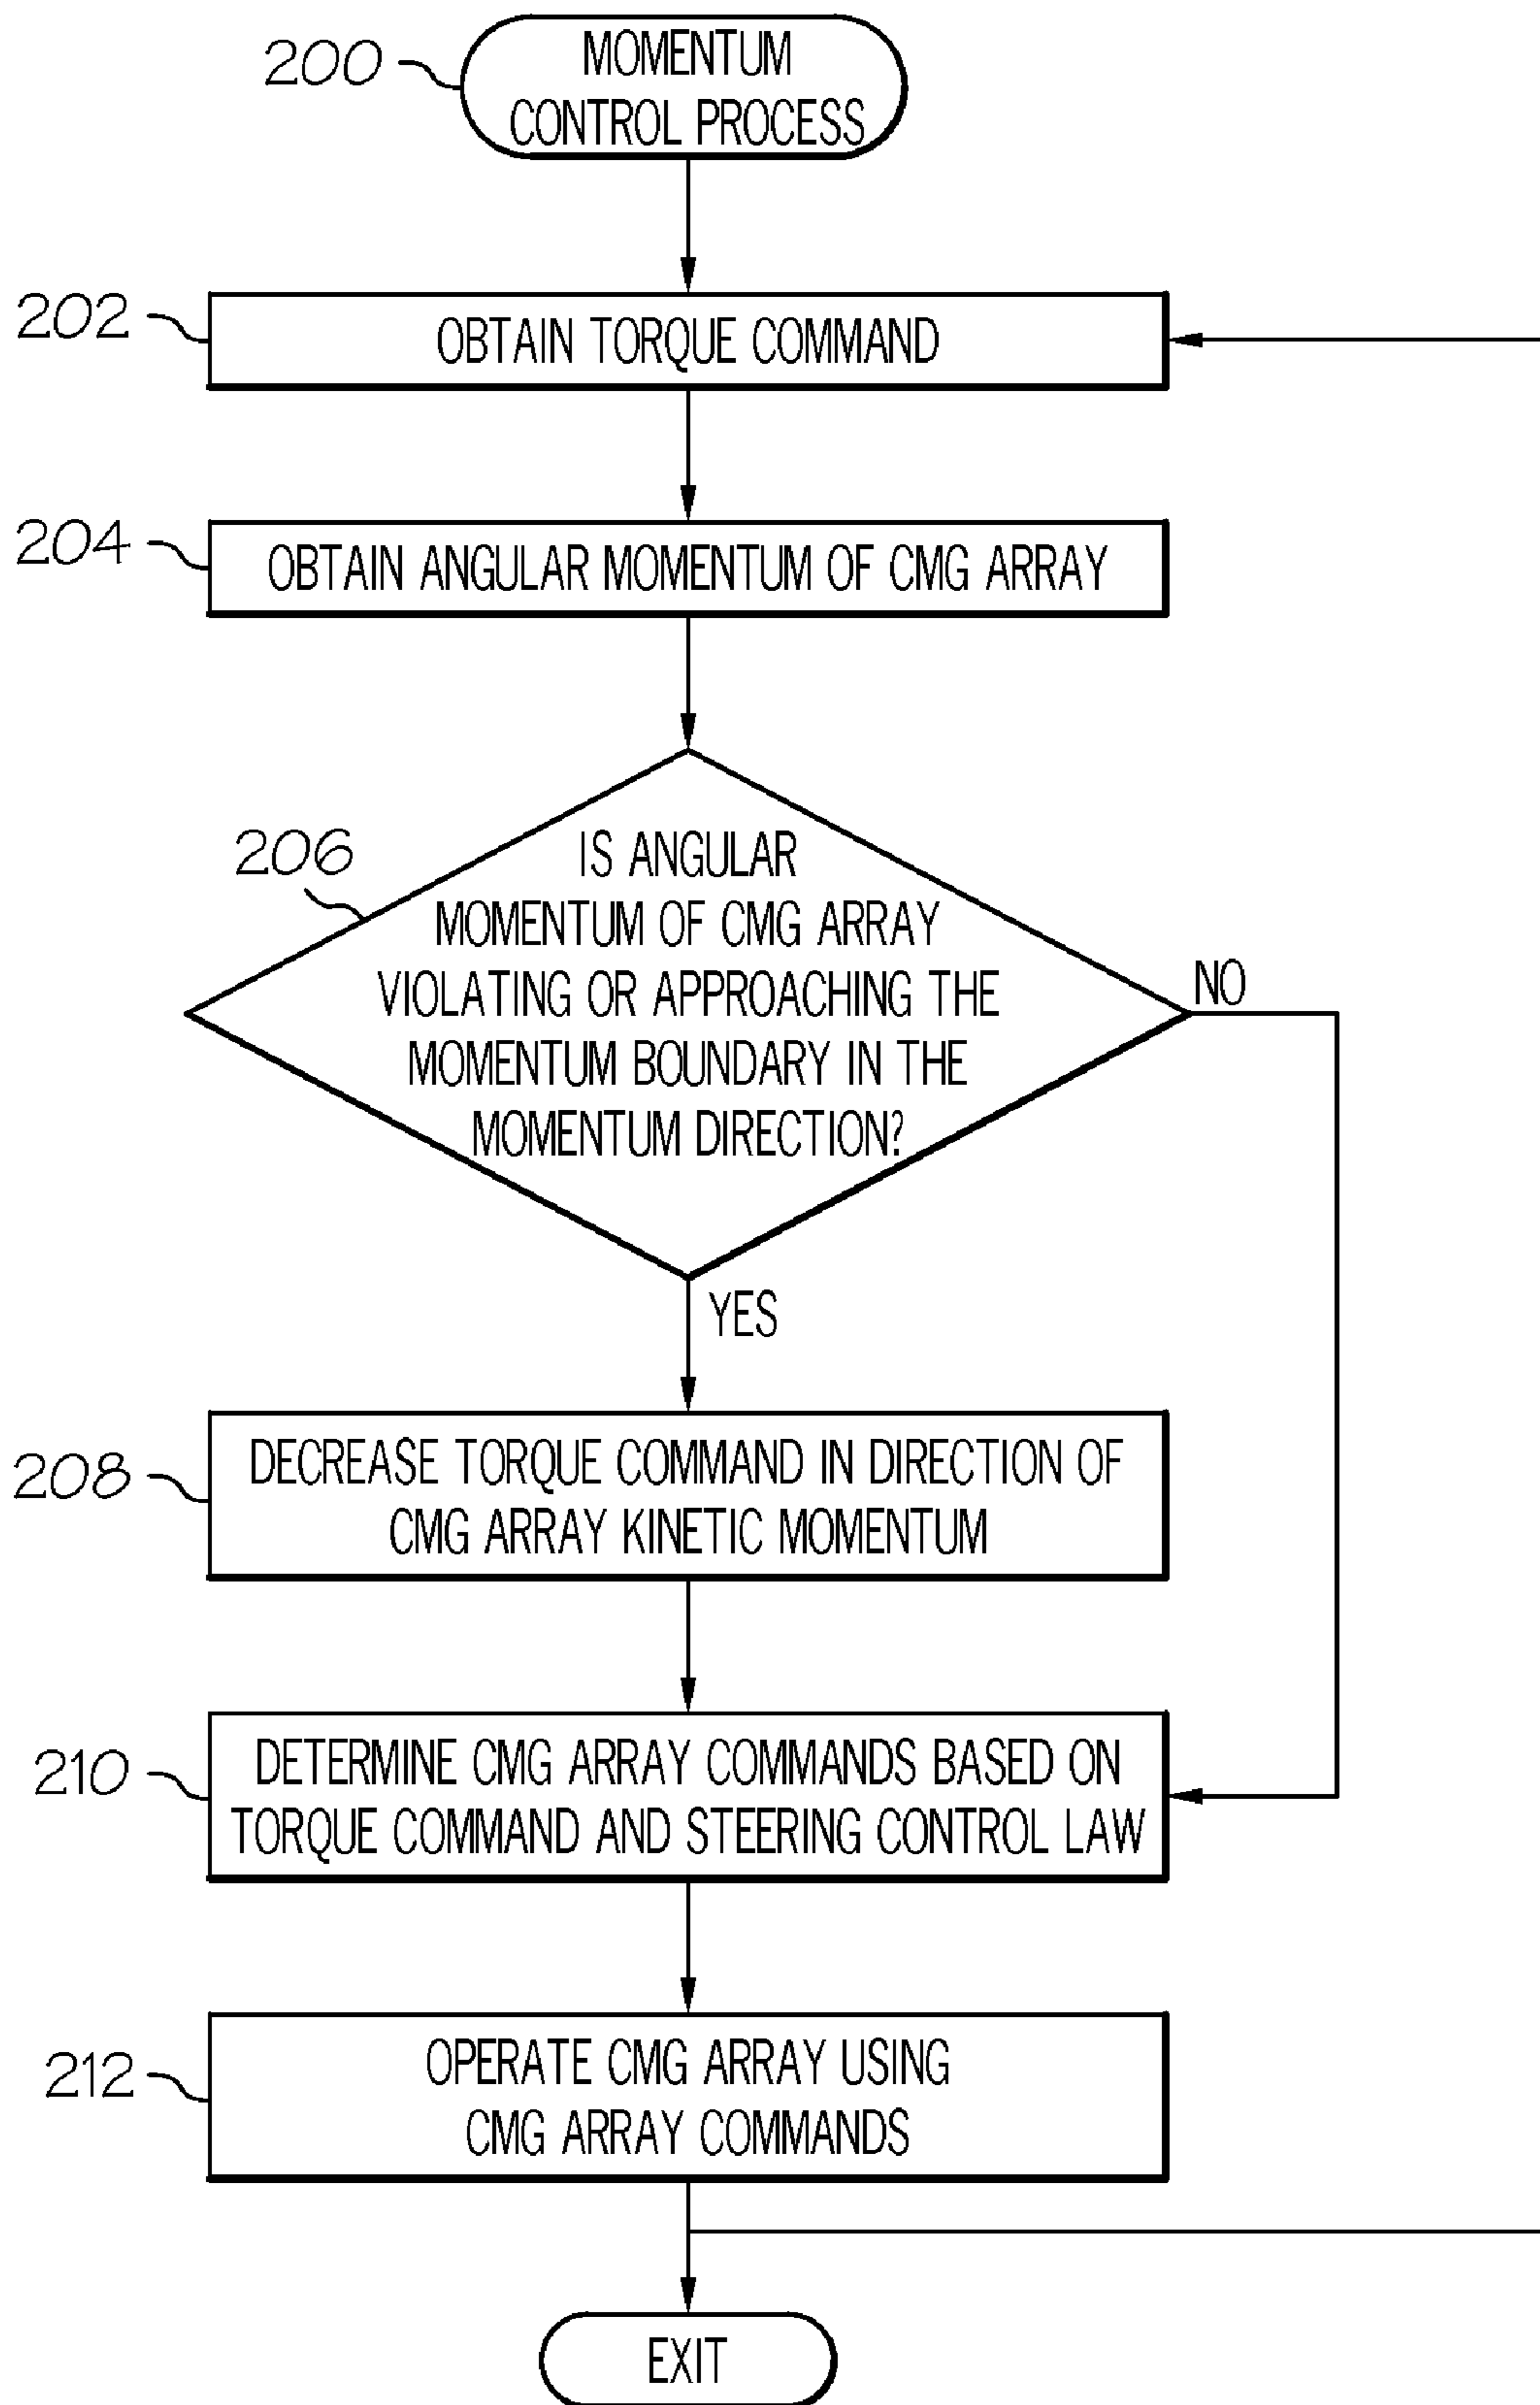 200
MOMENTUM
CONTROL PROCESS
202
OBTAIN TORQUE COMMAND
204
OBTAIN ANGULAR MOMENTUM OF CMG ARRAY
206
IS ANGULAR
MOMENTUM OF CMG ARRAY
VIOLATING OR APPROACHING THE
MOMENTUM BOUNDARY IN THE
MOMENTUM DIRECTION?
NO
YES
208
DECREASE TORQUE COMMAND IN DIRECTION OF
CMG ARRAY KINETIC MOMENTUM
210
DETERMINE CMG ARRAY COMMANDS BASED ON
TORQUE COMMAND AND STEERING CONTROL LAW
212
OPERATE CMG ARRAY USING
CMG ARRAY COMMANDS
EXIT